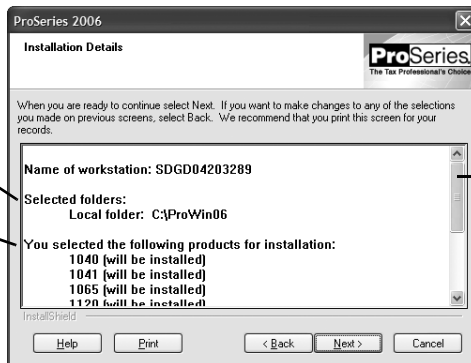 ProSeries 2006
Installation Details
ProSeries
The Tax Professional's Choice
When you are ready to continue select Next. If you want to make changes to any of the selections
you made on previous screens, select Back. We recommend that you print this screen for your
records.
Name of workstation: SDGD04203289
Selected folders:
Local folder: C:\ProWin06
You selected the following products for installation:
1040 (will be installed)
1041 (will be installed)
1065 (will be installed)
1120 (will be installed)
InstallShield
Help Print < Back Next > Cancel